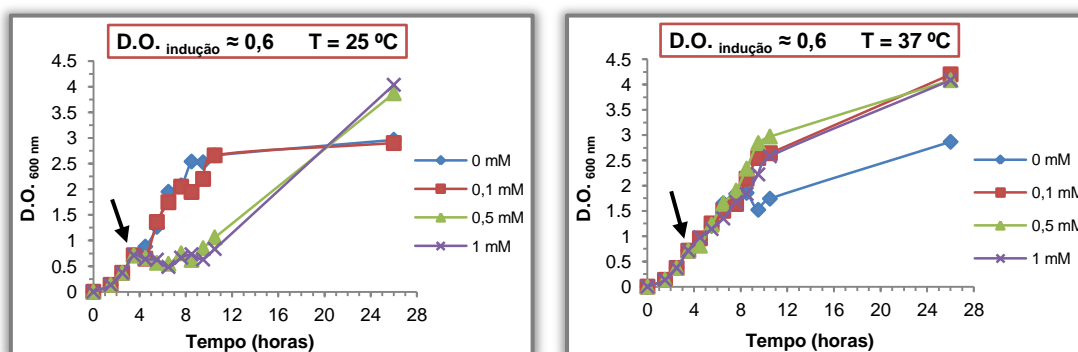 D.O. indução ≈ 0,6 T = 25 ºC
4.5
4
3.5
3
2.5
2
1.5
1
0.5
0
D.O. 600 nm
0 4 8 12 16 20 24 28
Tempo (horas)
0 mM
0,1 mM
0,5 mM
1 mM
D.O. indução ≈ 0,6 T = 37 ºC
4.5
4
3.5
3
2.5
2
1.5
1
0.5
0
D.O. 600 nm
0 4 8 12 16 20 24 28
Tempo (horas)
0 mM
0,1 mM
0,5 mM
1 mM